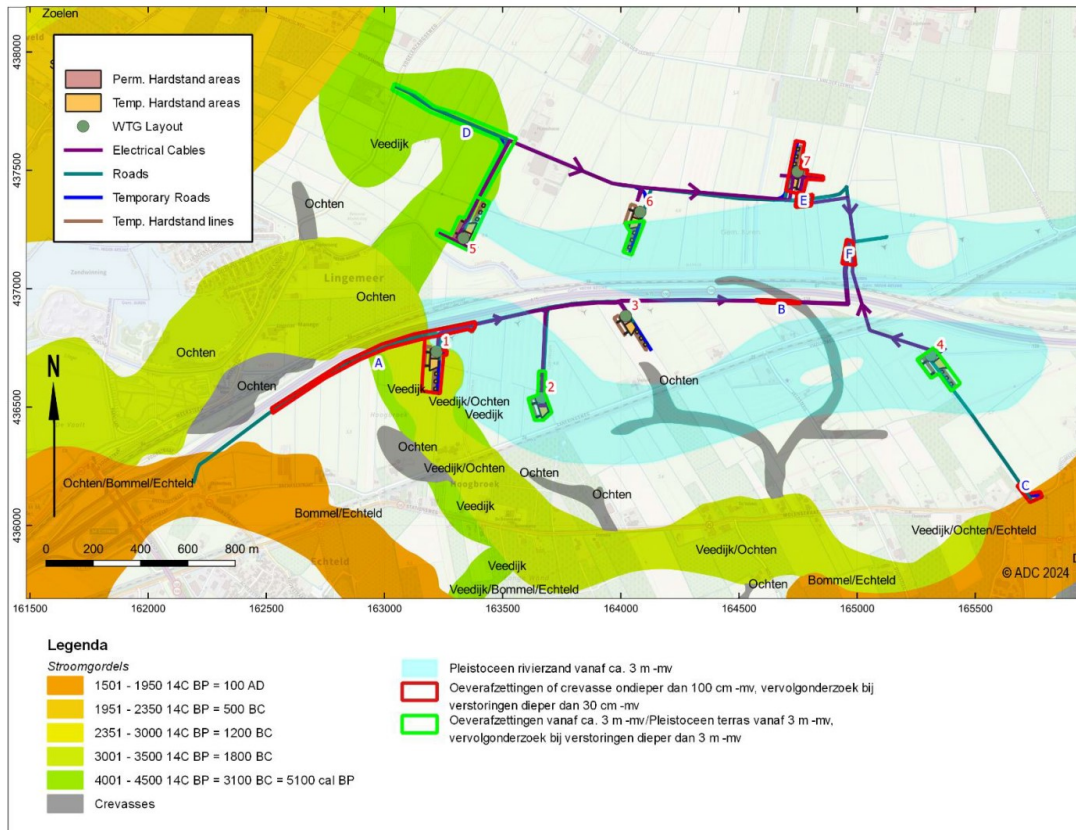 Zoelen
438000
437500
437000
436500
436000
Perm. Hardstand areas
Temp. Hardstand areas
WTG Layout
Electrical Cables
Roads
Temporary Roads
Temp. Hardstand lines
D
Veedijk
7
E
6
5
F
Ochten
Lingemeer
Ochten
3
B
A
1
4
Ochten
Ochten
Ochten
Veedijk
Veedijk/Ochten
Veedijk
2
Ochten
Veedijk/Ochten
Hoogbroek
Ochten
Ochten
C
Ochten/Bommel/Echteld
Bommel/Echteld
Veedijk
Veedijk/Ochten/Echteld
Veedijk/Ochten
Echteld
Veedijk
Veedijk/Bommel/Echteld
Ochten
Bommel/Echteld
N
0 200 400 600 800 m
© ADC 2024
161500 162000 162500 163000 163500 164000 164500 165000 165500
Legenda
Stroomgordels
1501 - 1950 14C BP = 100 AD
1951 - 2350 14C BP = 500 BC
2351 - 3000 14C BP = 1200 BC
3001 - 3500 14C BP = 1800 BC
4001 - 4500 14C BP = 3100 BC = 5100 cal BP
Crevasses
Pleistoceen rivierzand vanaf ca. 3 m -mv
Oeverafzettingen of crevasse ondieper dan 100 cm -mv, vervolgonderzoek bij
verstoringen dieper dan 30 cm -mv
Oeverafzettingen vanaf ca. 3 m -mv/Pleistoceen terras vanaf 3 m -mv,
vervolgonderzoek bij verstoringen dieper dan 3 m -mv